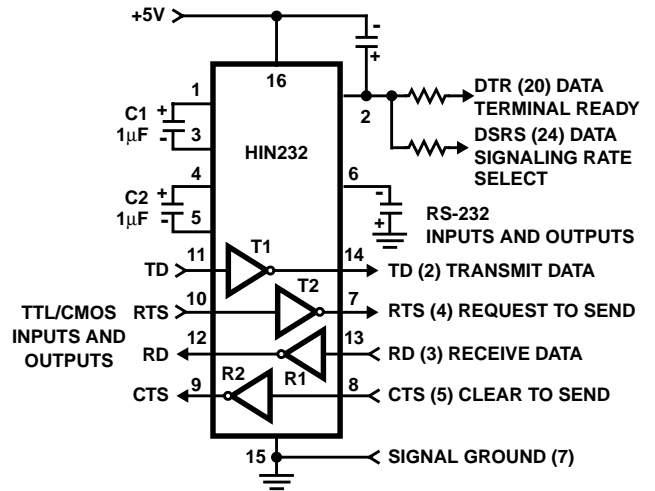 +5V
-
+
16
1
C1
+
1µF
-
3
HIN232
2
DTR (20) DATA
TERMINAL READY
DSRS (24) DATA
SIGNALING RATE
SELECT
4
C2
+
1µF
-
5
6
-
+
RS-232
INPUTS AND OUTPUTS
TTL/CMOS
INPUTS AND
OUTPUTS
TD
11
T1
14
TD (2) TRANSMIT DATA
RTS
10
T2
7
RTS (4) REQUEST TO SEND
RD
12
R1
13
RD (3) RECEIVE DATA
CTS
9
R2
8
CTS (5) CLEAR TO SEND
15
SIGNAL GROUND (7)